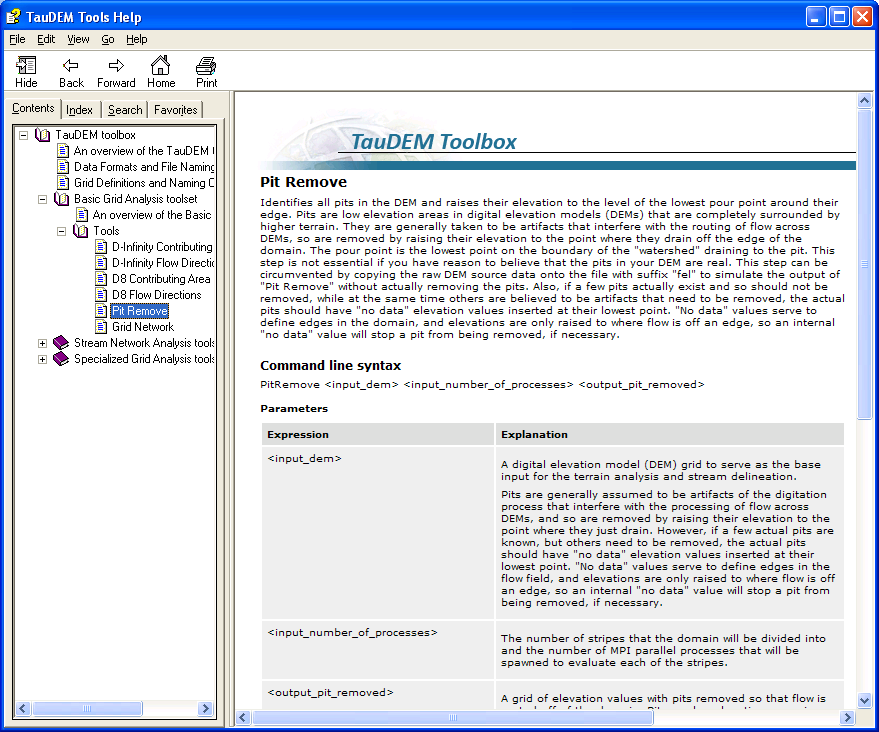 TauDEM Tools Help
File Edit View Go Help
Hide Back Forward Home Print
Contents Index Search Favorites
TauDEM toolbox
An overview of the TauDEM
Data Formats and File Naming
Grid Definitions and Naming
Basic Grid Analysis toolset
An overview of the Basic
Tools
D-Infinity Contributing
D-Infinity Flow Directi
D8 Contributing Area
D8 Flow Directions
Pit Remove
Grid Network
Stream Network Analysis tools
Specialized Grid Analysis tools
TauDEM Toolbox
Pit Remove
Identifies all pits in the DEM and raises their elevation to the level of the lowest pour point around their
edge. Pits are low elevation areas in digital elevation models (DEMs) that are completely surrounded by
higher terrain. They are generally taken to be artifacts that interfere with the routing of flow across
DEMs, so are removed by raising their elevation to the point where they drain off the edge of the
domain. The pour point is the lowest point on the boundary of the "watershed" draining to the pit. This
step is not essential if you have reason to believe that the pits in your DEM are real. This step can be
circumvented by copying the raw DEM source data onto the file with suffix "fel" to simulate the output of
"Pit Remove" without actually removing the pits. Also, if a few pits actually exist and so should not be
removed, while at the same time others are believed to be artifacts that need to be removed, the actual
pits should have "no data" elevation values inserted at their lowest point. "No data" values serve to
define edges in the domain, and elevations are only raised to where flow is off an edge, so an internal
"no data" value will stop a pit from being removed, if necessary.
Command line syntax
PitRemove <input_dem> <input_number_of_processes> <output_pit_removed>
Parameters
Expression Explanation
<input_dem>
A digital elevation model (DEM) grid to serve as the base
input for the terrain analysis and stream delineation.
Pits are generally assumed to be artifacts of the digitation
process that interfere with the processing of flow across
DEMs, and so are removed by raising their elevation to the
point where they just drain. However, if a few actual pits are
known, but others need to be removed, the actual pits
should have "no data" elevation values inserted at their
lowest point. "No data" values serve to define edges in the
flow field, and elevations are only raised to where flow is off
an edge, so an internal "no data" value will stop a pit from
being removed, if necessary.
<input_number_of_processes>
The number of stripes that the domain will be divided into
and the number of MPI parallel processes that will be
spawned to evaluate each of the stripes.
<output_pit_removed>
A grid of elevation values with pits removed so that flow is